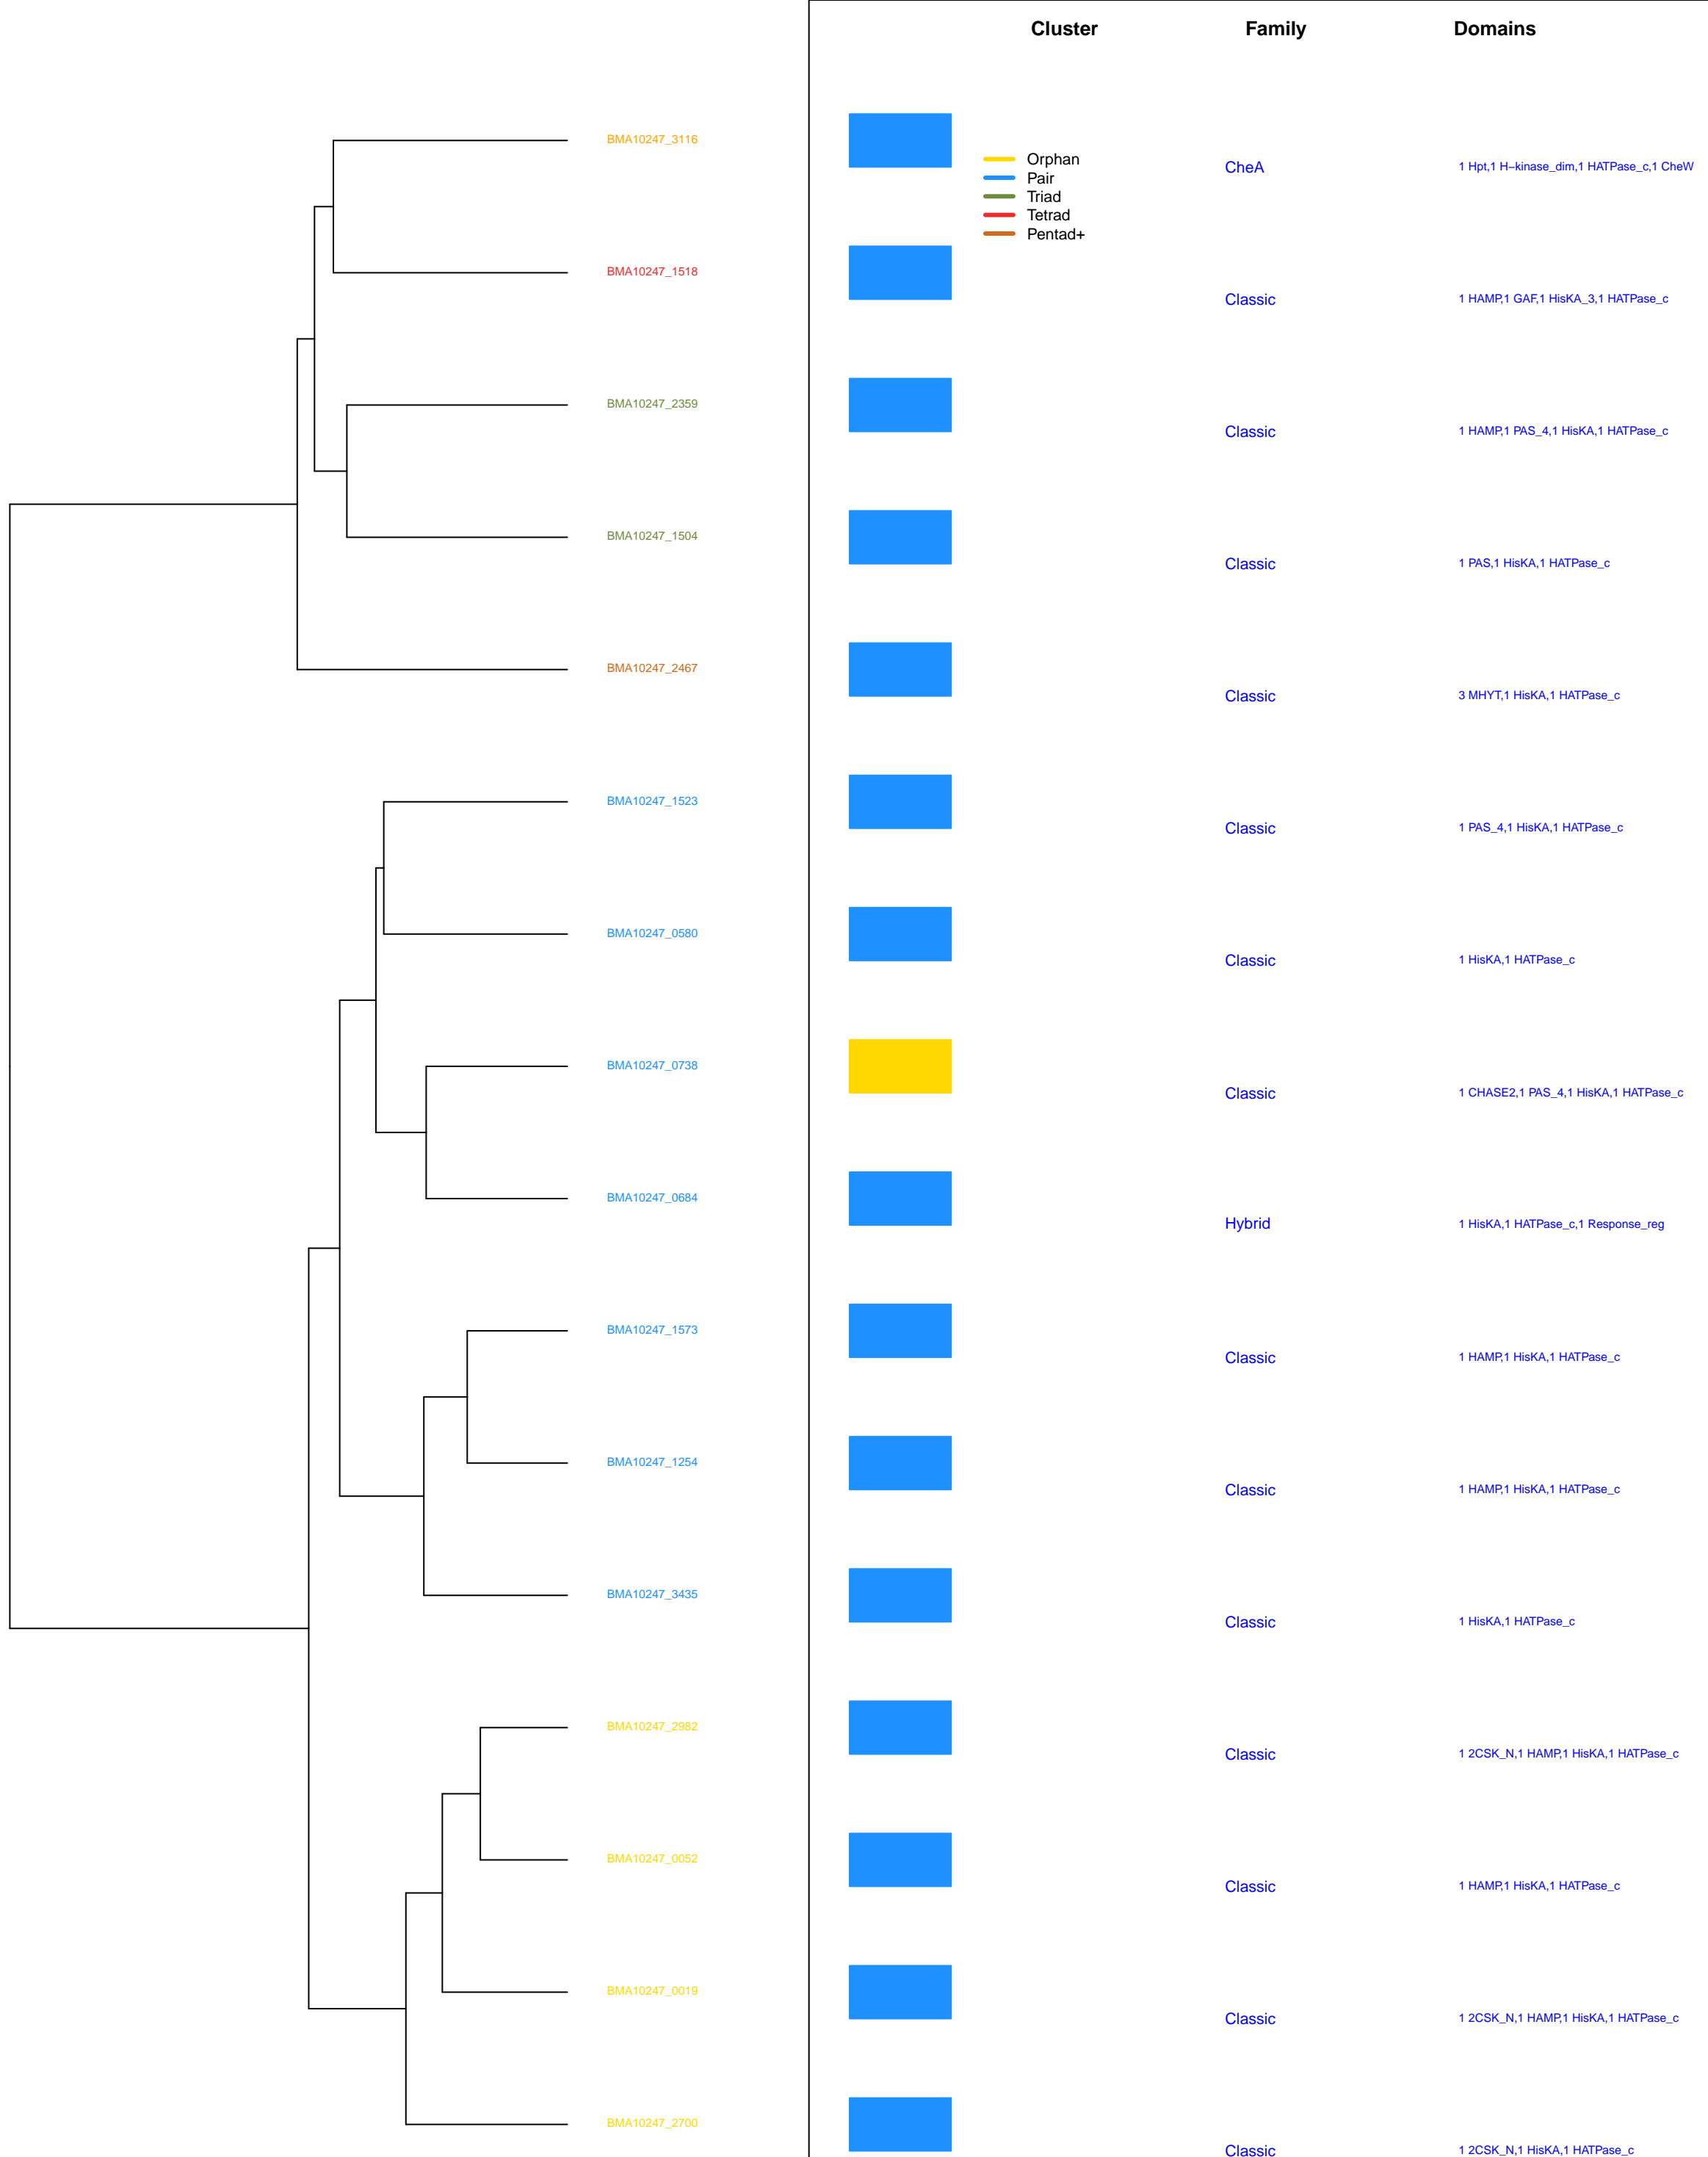 Cluster Family Domains
BMA10247_3116
Orphan
CheA 1 Hpt,1 H−kinase_dim,1 HATPase_c,1 CheW
Pair
Triad
Tetrad
Pentad+
BMA10247_1518
Classic 1 HAMP,1 GAF,1 HisKA_3,1 HATPase_c
BMA10247_2359
Classic 1 HAMP,1 PAS_4,1 HisKA,1 HATPase_c
BMA10247_1504
Classic 1 PAS,1 HisKA,1 HATPase_c
BMA10247_2467
Classic 3 MHYT,1 HisKA,1 HATPase_c
BMA10247_1523
Classic 1 PAS_4,1 HisKA,1 HATPase_c
BMA10247_0580
Classic 1 HisKA,1 HATPase_c
BMA10247_0738
Classic 1 CHASE2,1 PAS_4,1 HisKA,1 HATPase_c
BMA10247_0684
Hybrid 1 HisKA,1 HATPase_c,1 Response_reg
BMA10247_1573
Classic 1 HAMP,1 HisKA,1 HATPase_c
BMA10247_1254
Classic 1 HAMP,1 HisKA,1 HATPase_c
BMA10247_3435
Classic 1 HisKA,1 HATPase_c
BMA10247_2982
Classic 1 2CSK_N,1 HAMP,1 HisKA,1 HATPase_c
BMA10247_0052
Classic 1 HAMP,1 HisKA,1 HATPase_c
BMA10247_0019
Classic 1 2CSK_N,1 HAMP,1 HisKA,1 HATPase_c
BMA10247_2700
Classic 1 2CSK_N,1 HisKA,1 HATPase_c